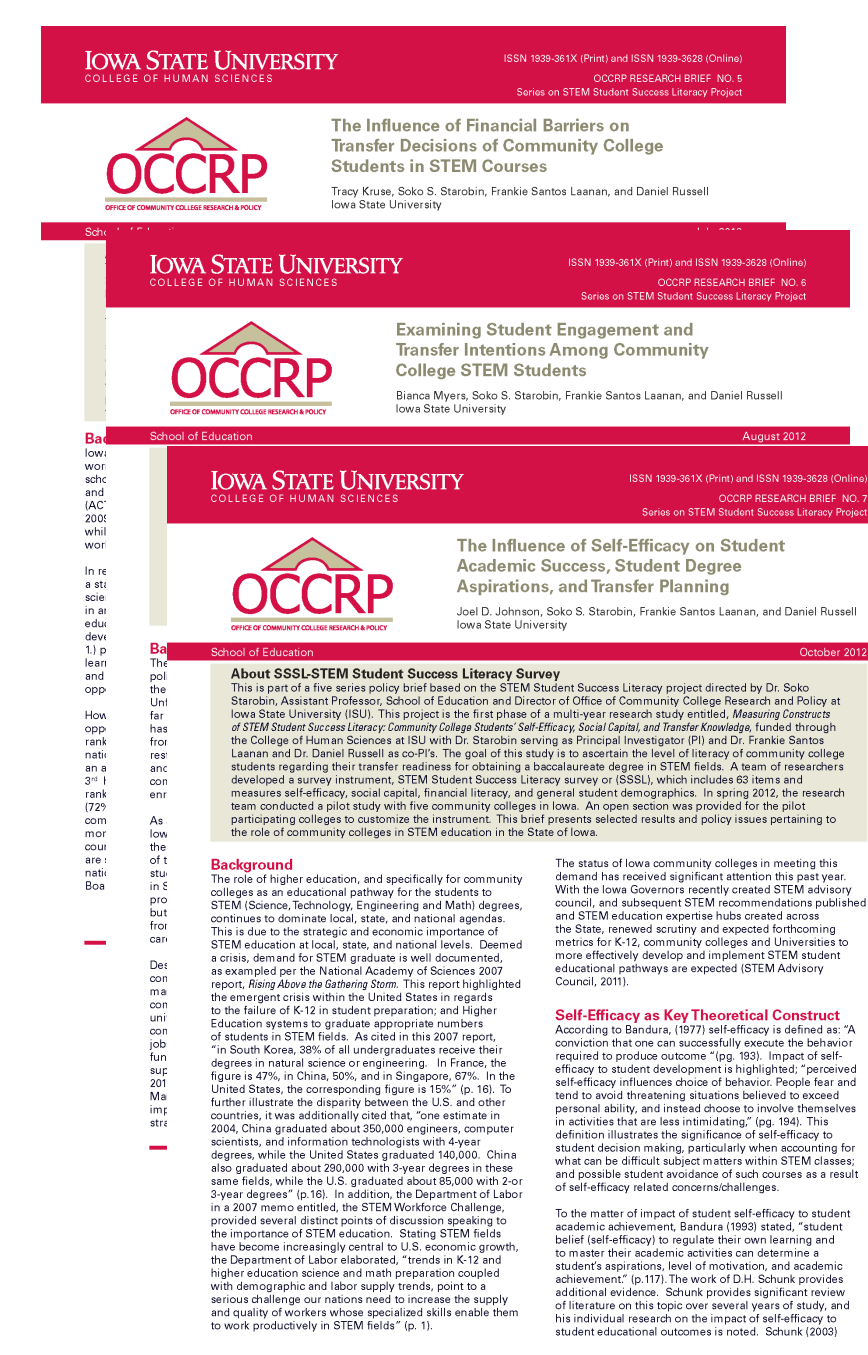 IOWA STATE UNIVERSITY
COLLEGE OF HUMAN SCIENCES
ISSN 1939-361X (Print) and ISSN 1939-3628 (Online)
OCCRP RESEARCH BRIEF NO. 5
Series on STEM Student Success Literacy Project
OCCRP
OFFICE OF COMMUNITY COLLEGE RESEARCH & POLICY
The Influence of Financial Barriers on
Transfer Decisions of Community College
Students in STEM Courses
Tracy Kruse, Soko S. Starobin, Frankie Santos Laanan, and Daniel Russell
Iowa State University
IOWA STATE UNIVERSITY
COLLEGE OF HUMAN SCIENCES
ISSN 1939-361X (Print) and ISSN 1939-3628 (Online)
OCCRP RESEARCH BRIEF NO. 6
Series on STEM Student Success Literacy Project
OCCRP
OFFICE OF COMMUNITY COLLEGE RESEARCH & POLICY
Examining Student Engagement and
Transfer Intentions Among Community
College STEM Students
Bianca Myers, Soko S. Starobin, Frankie Santos Laanan, and Daniel Russell
Iowa State University
School of Education
August 2012
IOWA STATE UNIVERSITY
COLLEGE OF HUMAN SCIENCES
ISSN 1939-361X (Print) and ISSN 1939-3628 (Online)
OCCRP RESEARCH BRIEF NO. 7
Series on STEM Student Success Literacy Project
OCCRP
OFFICE OF COMMUNITY COLLEGE RESEARCH & POLICY
The Influence of Self-Efficacy on Student
Academic Success, Student Degree
Aspirations, and Transfer Planning
Joel D. Johnson, Soko S. Starobin, Frankie Santos Laanan, and Daniel Russell
Iowa State University
School of Education
October 2012
About SSSL-STEM Student Success Literacy Survey
This is part of a five series policy brief based on the STEM Student Success Literacy project directed by Dr. Soko
Starobin, Assistant Professor, School of Education and Director of Office of Community College Research and Policy at
Iowa State University (ISU). This project is the first phase of a multi-year research study entitled, Measuring Constructs
of STEM Student Success Literacy: Community College Students' Self-Efficacy, Social Capital, and Transfer Knowledge, funded through
the College of Human Sciences at ISU with Dr. Starobin serving as Principal Investigator (PI) and Dr. Frankie Santos
Laanan and Dr. Daniel Russell as co-PI's. The goal of this study is to ascertain the level of literacy of community college
students regarding their transfer readiness for obtaining a baccalaureate degree in STEM fields. A team of researchers
developed a survey instrument, STEM Student Success Literacy survey or (SSSL), which includes 63 items and
measures self-efficacy, social capital, financial literacy, and general student demographics. In spring 2012, the research
team conducted a pilot study with five community colleges in Iowa. An open section was provided for the pilot
participating colleges to customize the instrument. This brief presents selected results and policy issues pertaining to
the role of community colleges in STEM education in the State of Iowa.
Background
The role of higher education, and specifically for community
colleges as an educational pathway for the students to
STEM (Science, Technology, Engineering and Math) degrees,
continues to dominate local, state, and national agendas.
This is due to the strategic and economic importance of
STEM education at local, state, and national levels. Deemed
a crisis, demand for STEM graduate is well documented,
as exampled per the National Academy of Sciences 2007
report, Rising Above the Gathering Storm. This report highlighted
the emergent crisis within the United States in regards
to the failure of K-12 in student preparation; and Higher
Education systems to graduate appropriate numbers
of students in STEM fields. As cited in this 2007 report,
"in South Korea, 38% of all undergraduates receive their
degrees in natural science or engineering. In France, the
figure is 47%, in China, 50%, and in Singapore, 67%. In the
United States, the corresponding figure is 15%" (p. 16). To
further illustrate the disparity between the U.S. and other
countries, it was additionally cited that, "one estimate in
2004, China graduated about 350,000 engineers, computer
scientists, and information technologists with 4-year
degrees, while the United States graduated 140,000. China
also graduated about 290,000 with 3-year degrees in these
same fields, while the U.S. graduated about 85,000 with 2-or
3-year degrees" (p.16). In addition, the Department of Labor
in a 2007 memo entitled, the STEM Workforce Challenge,
provided several distinct points of discussion speaking to
the importance of STEM education. Stating STEM fields
have become increasingly central to U.S. economic growth,
the Department of Labor elaborated, "trends in K-12 and
higher education science and math preparation coupled
with demographic and labor supply trends, point to a
serious challenge our nations need to increase the supply
and quality of workers whose specialized skills enable them
to work productively in STEM fields" (p. 1).
The status of Iowa community colleges in meeting this
demand has received significant attention this past year.
With the Iowa Governors recently created STEM advisory
council, and subsequent STEM recommendations published
and STEM education expertise hubs created across
the State, renewed scrutiny and expected forthcoming
metrics for K-12, community colleges and Universities to
more effectively develop and implement STEM student
educational pathways are expected (STEM Advisory
Council, 2011).
Self-Efficacy as Key Theoretical Construct
According to Bandura, (1977) self-efficacy is defined as: "A
conviction that one can successfully execute the behavior
required to produce outcome "(pg. 193). Impact of self-
efficacy to student development is highlighted; "perceived
self-efficacy influences choice of behavior. People fear and
tend to avoid threatening situations believed to exceed
personal ability, and instead choose to involve themselves
in activities that are less intimidating," (pg. 194). This
definition illustrates the significance of self-efficacy to
student decision making, particularly when accounting for
what can be difficult subject matters within STEM classes;
and possible student avoidance of such courses as a result
of self-efficacy related concerns/challenges.
To the matter of impact of student self-efficacy to student
academic achievement, Bandura (1993) stated, "student
belief (self-efficacy) to regulate their own learning and
to master their academic activities can determine a
student's aspirations, level of motivation, and academic
achievement." (p.117). The work of D.H. Schunk provides
additional evidence. Schunk provides significant review
of literature on this topic over several years of study, and
his individual research on the impact of self-efficacy to
student educational outcomes is noted. Schunk (2003)